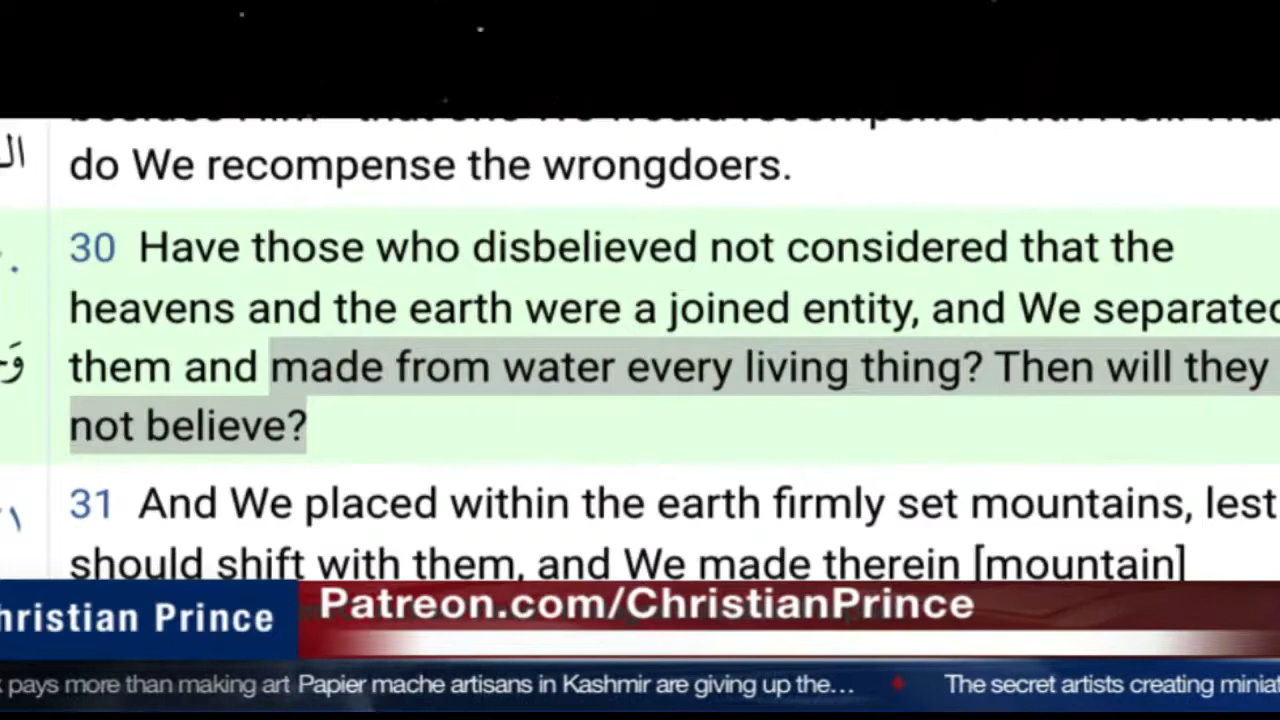 do We recompense the wrongdoers.
30 Have those who disbelieved not considered that the
heavens and the earth were a joined entity, and We separated
them and made from water every living thing? Then will they
not believe?
31 And We placed within the earth firmly set mountains, lest
should shift with them, and We made therein [mountain]
hristian Prince
Patreon.com/ChristianPrince
pays more than making art Papier mache artisans in Kashmir are giving up the... The secret artists creating miniat